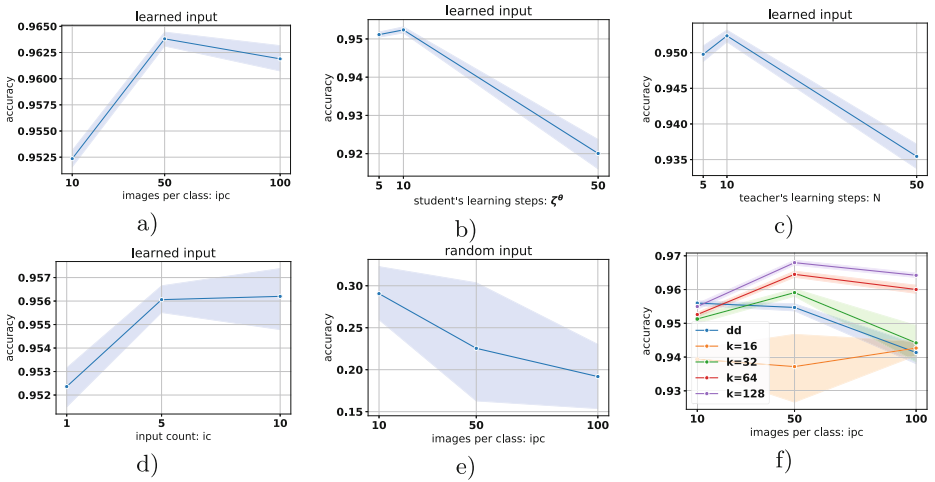 learned input
accuracy
0.9650
0.9625
0.9600
0.9575
0.9550
0.9525
10
50
100
images per class: ipc
a)
learned input
accuracy
0.95
0.94
0.93
0.92
5
10
50
student's learning steps: ζ^θ
b)
learned input
accuracy
0.950
0.945
0.940
0.935
5
10
50
teacher's learning steps: N
c)
learned input
accuracy
0.957
0.956
0.955
0.954
0.953
0.952
1
5
10
input count: ic
d)
random input
accuracy
0.30
0.25
0.20
0.15
10
50
100
images per class: ipc
e)
accuracy
0.97
0.96
0.95
0.94
0.93
dd
k=16
k=32
k=64
k=128
10
50
100
images per class: ipc
f)